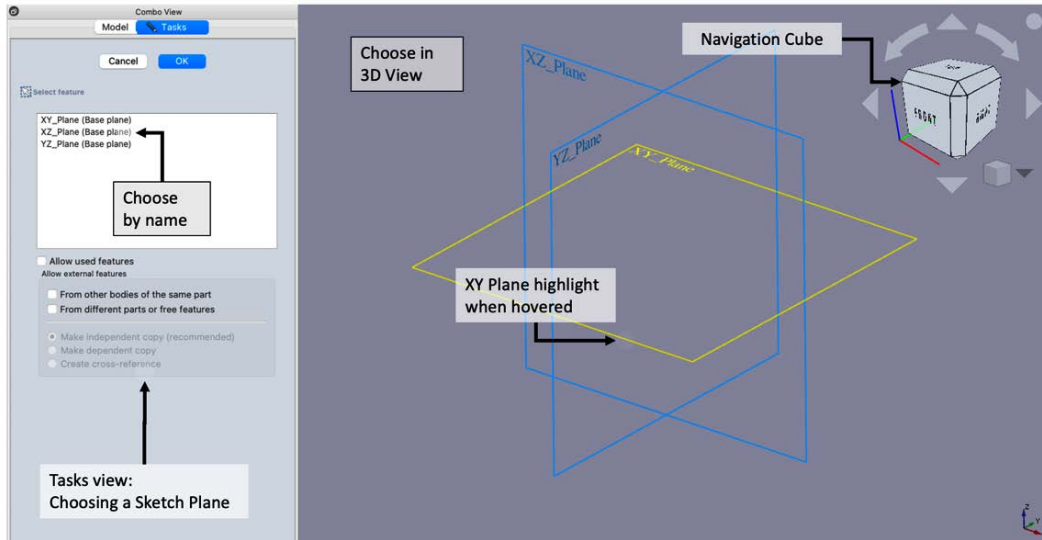 Combo View
Model
Tasks
Cancel
OK
Select feature
XY_Plane (Base plane)
XZ_Plane (Base plane)
YZ_Plane (Base plane)
Choose
by name
Allow used features
Allow external features
From other bodies of the same part
From different parts or free features
Make independent copy (recommended)
Make dependent copy
Create cross-reference
Tasks view:
Choosing a Sketch Plane
Choose in
3D View
XZ_Plane
YZ_Plane
XY_Plane
XY Plane highlight
when hovered
Navigation Cube
FRONT
Z
Y